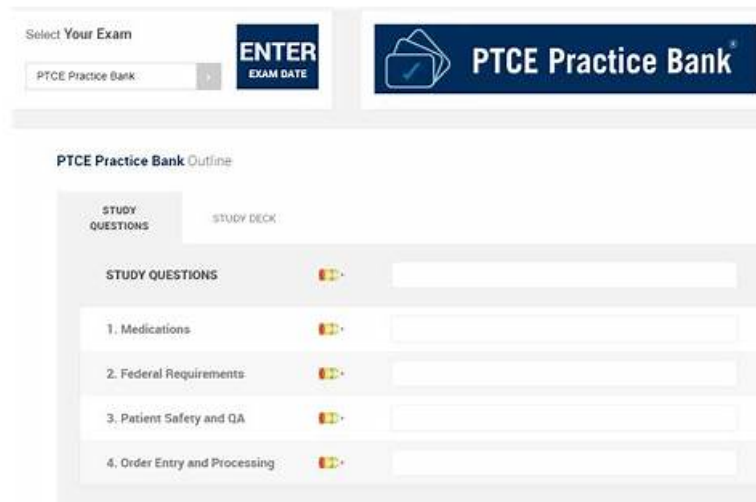 Select Your Exam
PTCE Practice Bank
ENTER
EXAM DATE
PTCE Practice Bank®
PTCE Practice Bank Outline
STUDY
QUESTIONS
STUDY DECK
STUDY QUESTIONS
1. Medications
2. Federal Requirements
3. Patient Safety and QA
4. Order Entry and Processing